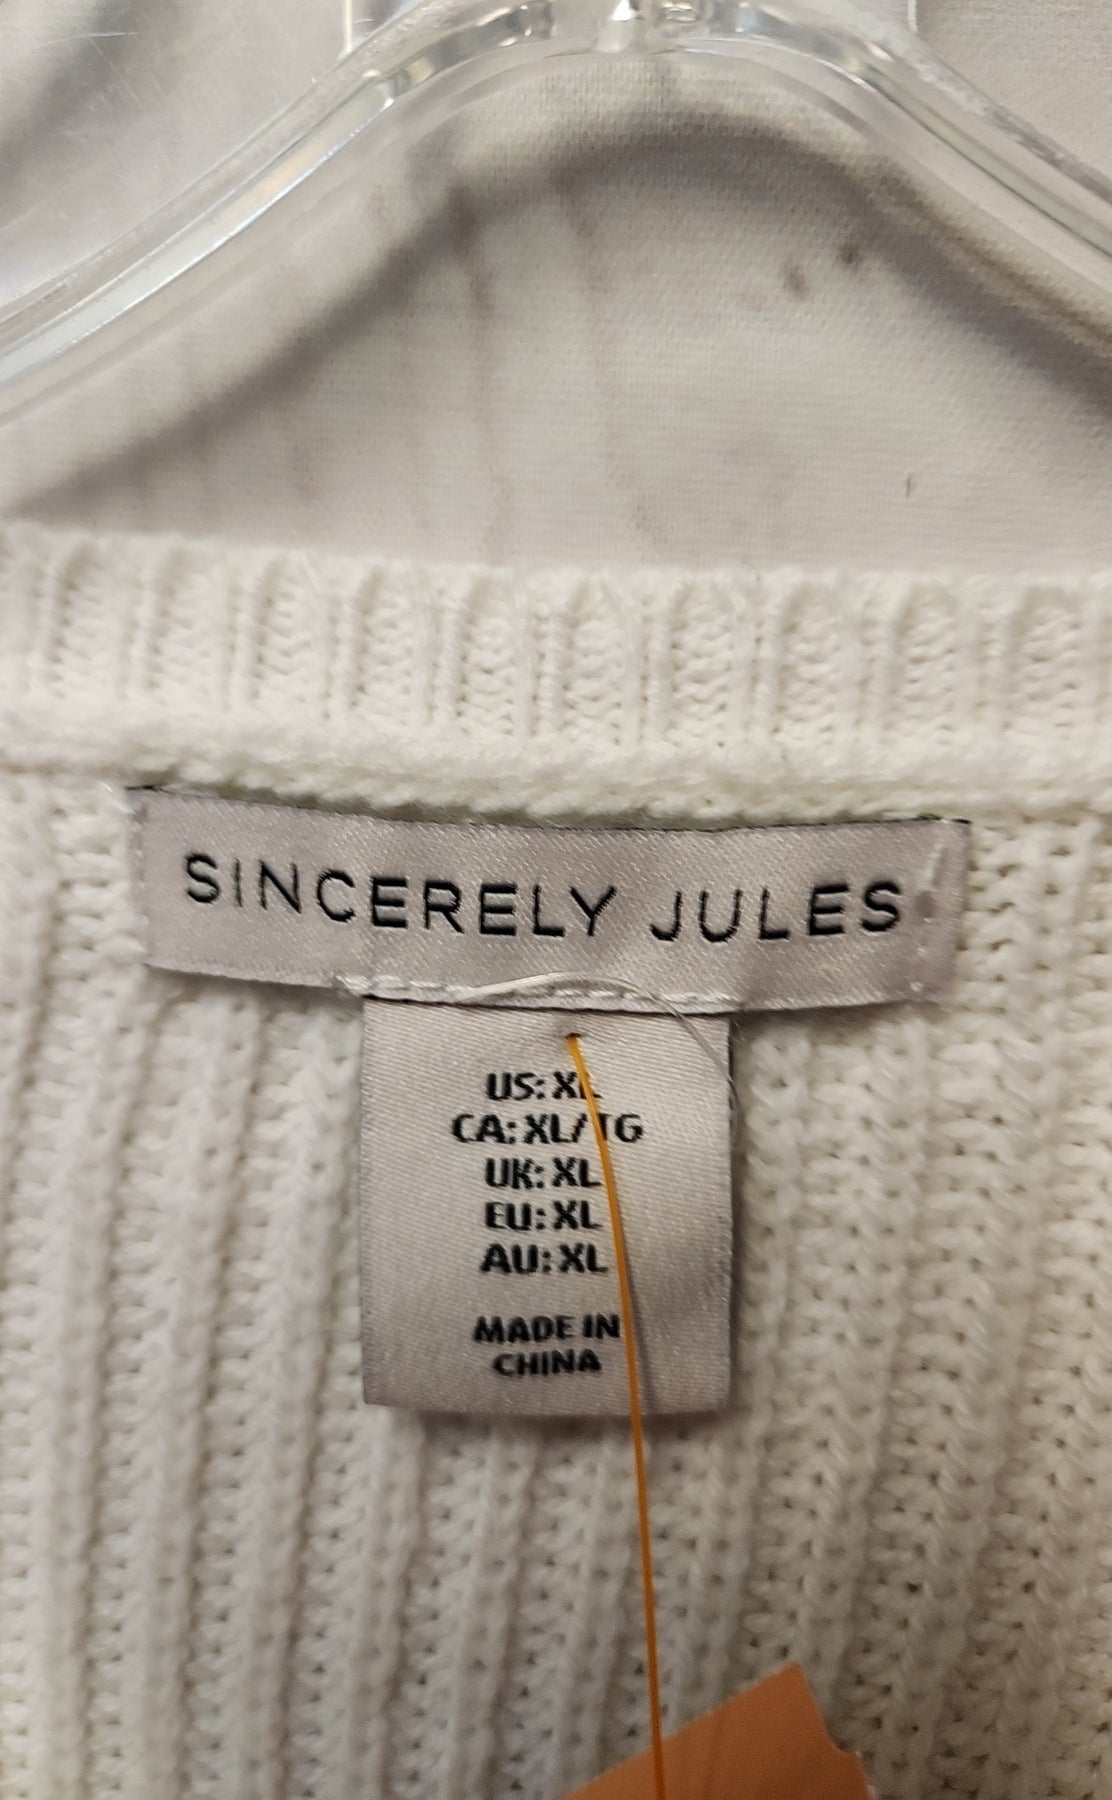 SINCERELY JULES
US: XL
CA: XL/TG
UK: XL
EU: XL
AU: XL
MADE IN
CHINA